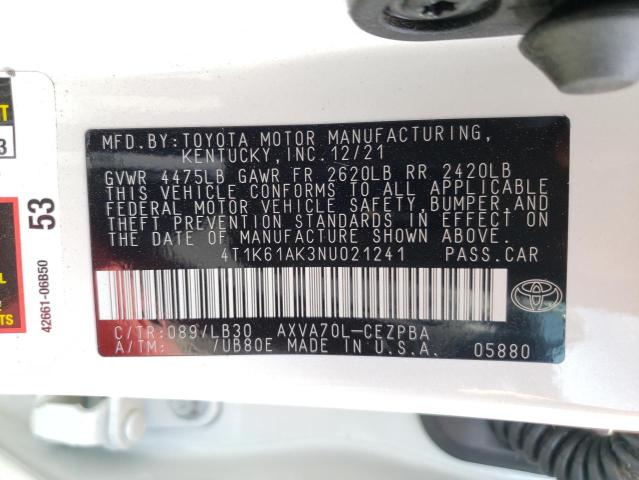 MFD.BY:TOYOTA MOTOR MANUFACTURING,
KENTUCKY,INC.12/21
GVWR 4475LB GAWR FR 2620LB RR 2420LB
THIS VEHICLE CONFORMS TO ALL APPLICABLE
FEDERAL MOTOR VEHICLE SAFETY,BUMPER,AND
THEFT PREVENTION STANDARDS IN EFFECT ON
THE DATE OF MANUFACTURE SHOWN ABOVE.
4T1K61AK3NU021241 PASS.CAR
C/TR:089/LB30 AXVA70L-CEZPBA
A/TM: /UB80E MADE IN U.S.A. 05880
53
42661-06B50